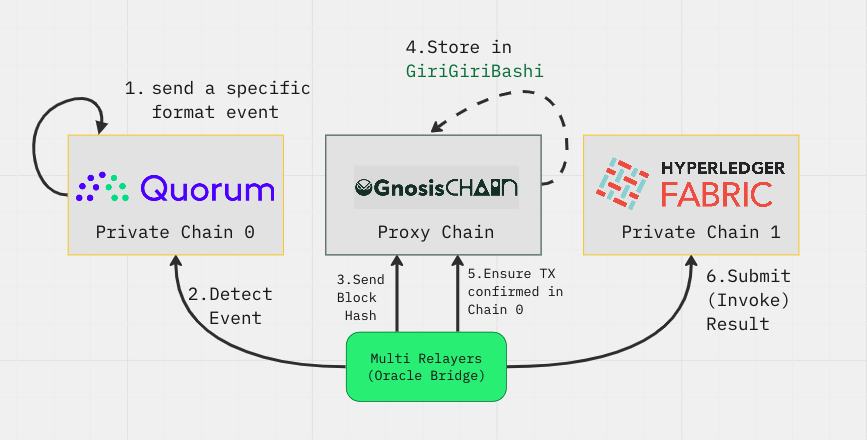 4.Store in
GiriGiriBashi
1. send a specific
format event
Quorum
Private Chain 0
GnosisCHAIN
Proxy Chain
HYPERLEDGER
FABRIC
Private Chain 1
2.Detect
Event
3.Send
Block
Hash
5.Ensure TX
confirmed in
Chain 0
6.Submit
(Invoke)
Result
Multi Relayers
(Oracle Bridge)